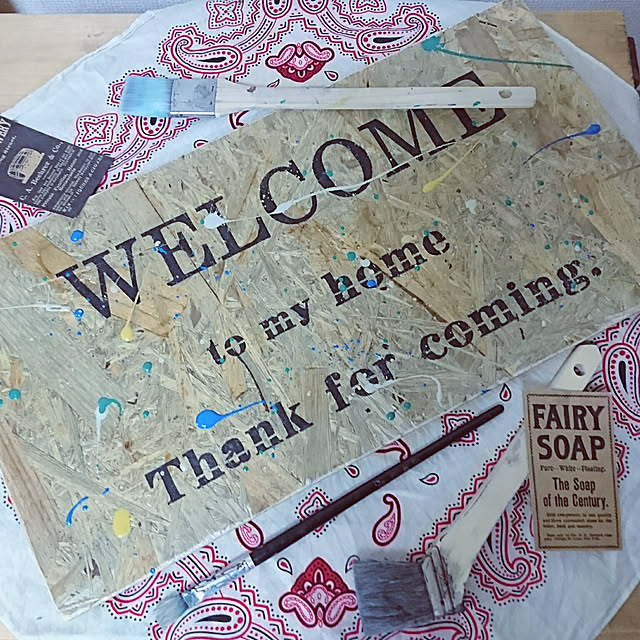 WELCOME
to my home
Thank for coming.
FAIRY
SOAP
Pure—White—Floating.
The Soap
of the Century.